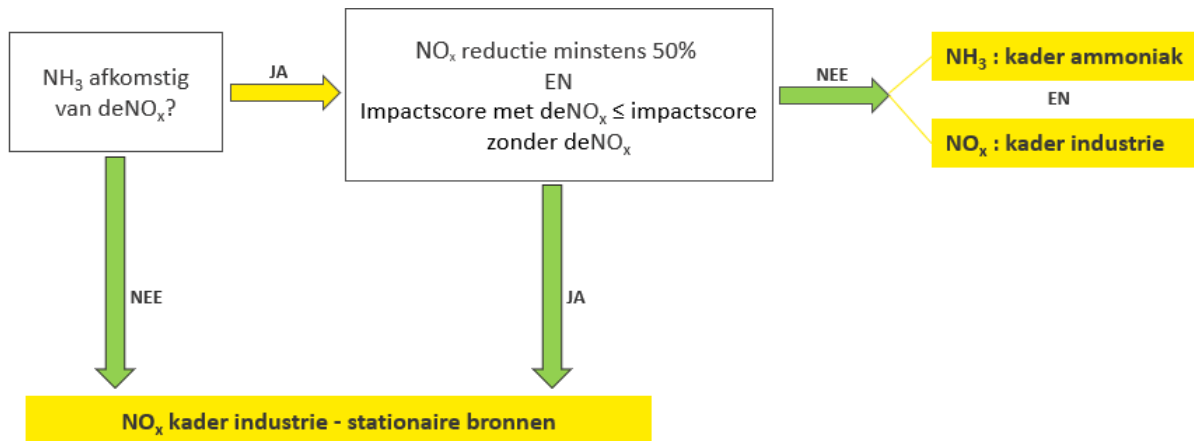 NH₃ afkomstig
van deNOₓ?
JA
NOₓ reductie minstens 50%
EN
Impactscore met deNOₓ ≤ impactscore
zonder deNOₓ
NEE
NH₃ : kader ammoniak
EN
NOₓ : kader industrie
NEE
JA
NOₓ kader industrie - stationaire bronnen